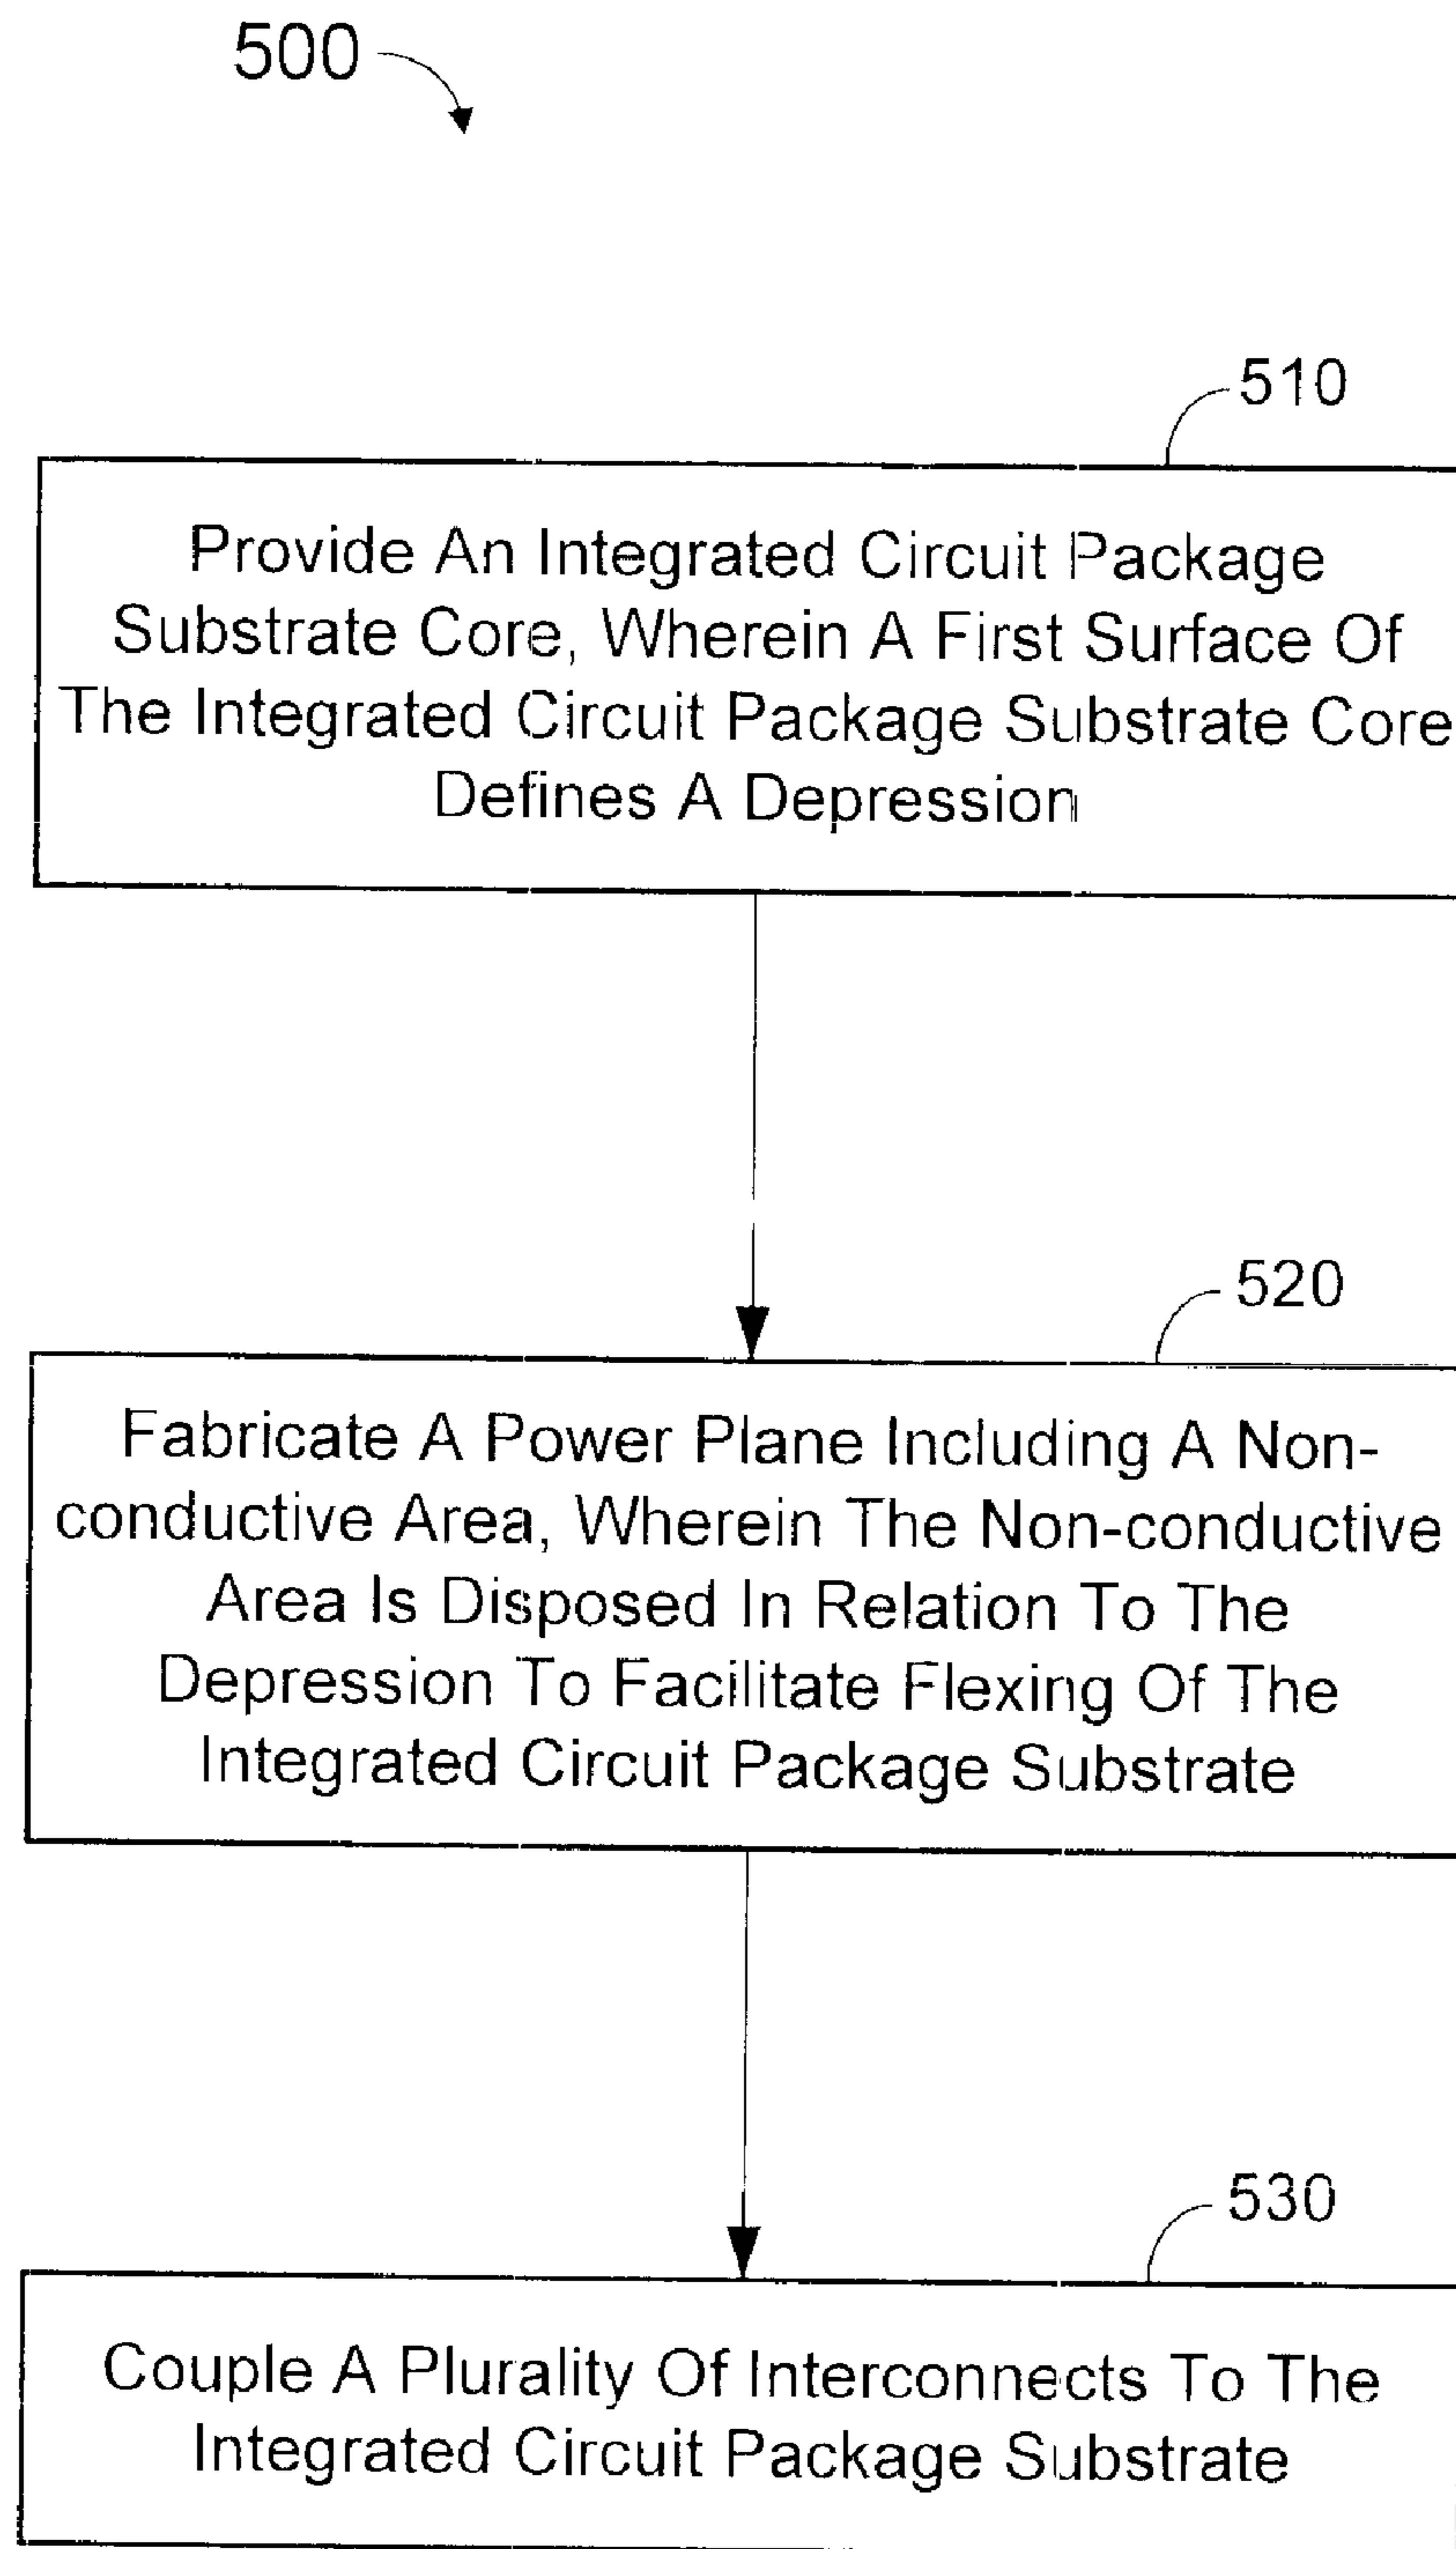 500
510
Provide An Integrated Circuit Package
Substrate Core, Wherein A First Surface Of
The Integrated Circuit Package Substrate Core
Defines A Depression
520
Fabricate A Power Plane Including A Non-
conductive Area, Wherein The Non-conductive
Area Is Disposed In Relation To The
Depression To Facilitate Flexing Of The
Integrated Circuit Package Substrate
530
Couple A Plurality Of Interconnects To The
Integrated Circuit Package Substrate